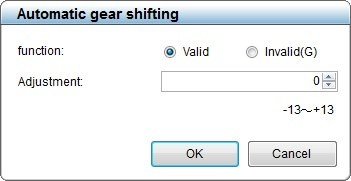 Automatic gear shifting
function: Valid Invalid(G)
Adjustment: 0
-13～+13
OK Cancel